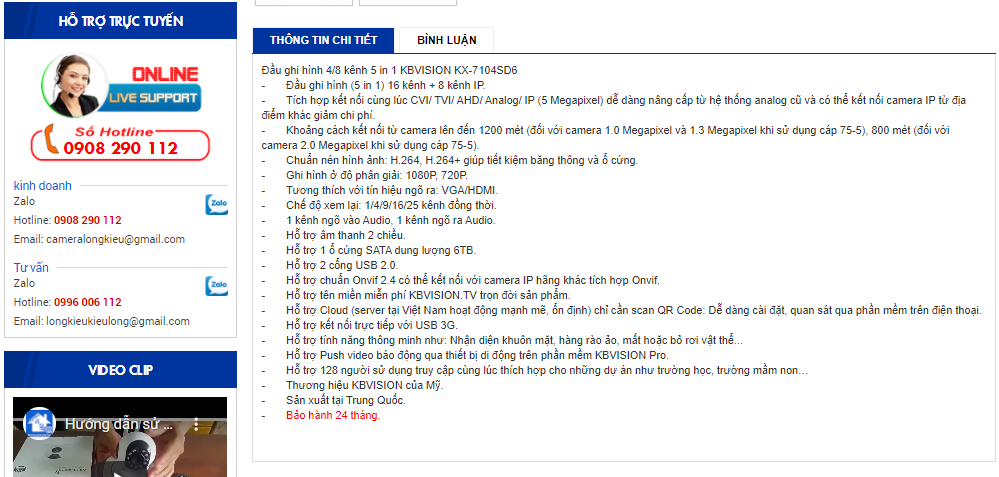 HỖ TRỢ TRỰC TUYẾN
ONLINE
LIVE SUPPORT
Số Hotline
0908 290 112
kinh doanh
Zalo
Zalo
Hotline: 0908 290 112
Email: cameralongkieu@gmail.com
Tư vấn
Zalo
Zalo
Hotline: 0996 006 112
Email: longkieukieulong@gmail.com
VIDEO CLIP
Hướng dẫn sử ...
THÔNG TIN CHI TIẾT
BÌNH LUẬN
Đầu ghi hình 4/8 kênh 5 in 1 KBVISION KX-7104SD6
- Đầu ghi hình (5 in 1) 16 kênh + 8 kênh IP.
- Tích hợp kết nối cùng lúc CVI/ TVI/ AHD/ Analog/ IP (5 Megapixel) dễ dàng nâng cấp từ hệ thống analog cũ và có thể kết nối camera IP từ địa
điểm khác giảm chi phí.
- Khoảng cách kết nối từ camera lên đến 1200 mét (đối với camera 1.0 Megapixel và 1.3 Megapixel khi sử dụng cáp 75-5), 800 mét (đối với
camera 2.0 Megapixel khi sử dụng cáp 75-5).
- Chuẩn nén hình ảnh: H.264, H.264+ giúp tiết kiệm băng thông và ổ cứng.
- Ghi hình ở độ phân giải: 1080P, 720P.
- Tương thích với tín hiệu ngõ ra: VGA/HDMI.
- Chế độ xem lại: 1/4/9/16/25 kênh đồng thời.
- 1 kênh ngõ vào Audio, 1 kênh ngõ ra Audio.
- Hỗ trợ âm thanh 2 chiều.
- Hỗ trợ 1 ổ cứng SATA dung lượng 6TB.
- Hỗ trợ 2 cổng USB 2.0.
- Hỗ trợ chuẩn Onvif 2.4 có thể kết nối với camera IP hãng khác tích hợp Onvif.
- Hỗ trợ tên miền miễn phí KBVISION.TV trọn đời sản phẩm.
- Hỗ trợ Cloud (server tại Việt Nam hoạt động mạnh mẽ, ổn định) chỉ cần scan QR Code: Dễ dàng cài đặt, quan sát qua phần mềm trên điện thoại.
- Hỗ trợ kết nối trực tiếp với USB 3G.
- Hỗ trợ tính năng thông minh như: Nhận diện khuôn mặt, hàng rào ảo, mất hoặc bỏ rơi vật thể...
- Hỗ trợ Push video báo động qua thiết bị di động trên phần mềm KBVISION Pro.
- Hỗ trợ 128 người sử dụng truy cập cùng lúc thích hợp cho những dự án như trường học, trường mầm non…
- Thương hiệu KBVISION của Mỹ.
- Sản xuất tại Trung Quốc.
- Bảo hành 24 tháng.